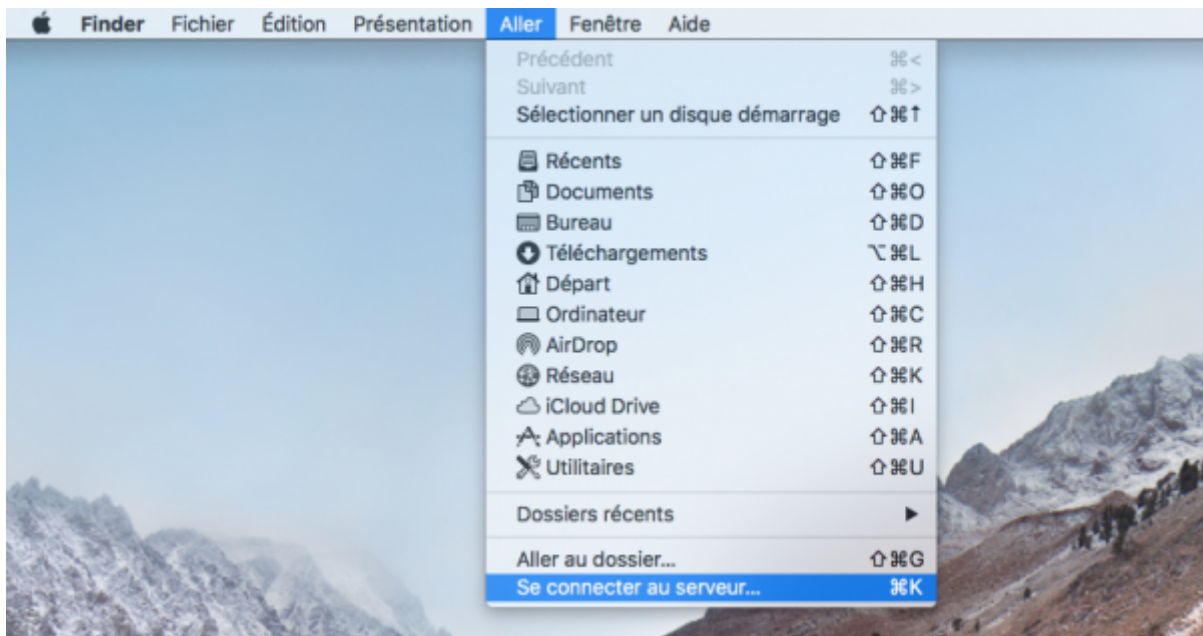 Finder Fichier Édition Présentation Aller Fenêtre Aide
Précédent ⌘<
Suivant ⌘>
Sélectionner un disque démarrage ⇧⌘↑
Récents ⇧⌘F
Documents ⇧⌘O
Bureau ⇧⌘D
Téléchargements ⌥⌘L
Départ ⇧⌘H
Ordinateur ⇧⌘C
AirDrop ⇧⌘R
Réseau ⇧⌘K
iCloud Drive ⇧⌘I
Applications ⇧⌘A
Utilitaires ⇧⌘U
Dossiers récents ▶
Aller au dossier... ⇧⌘G
Se connecter au serveur... ⌘K